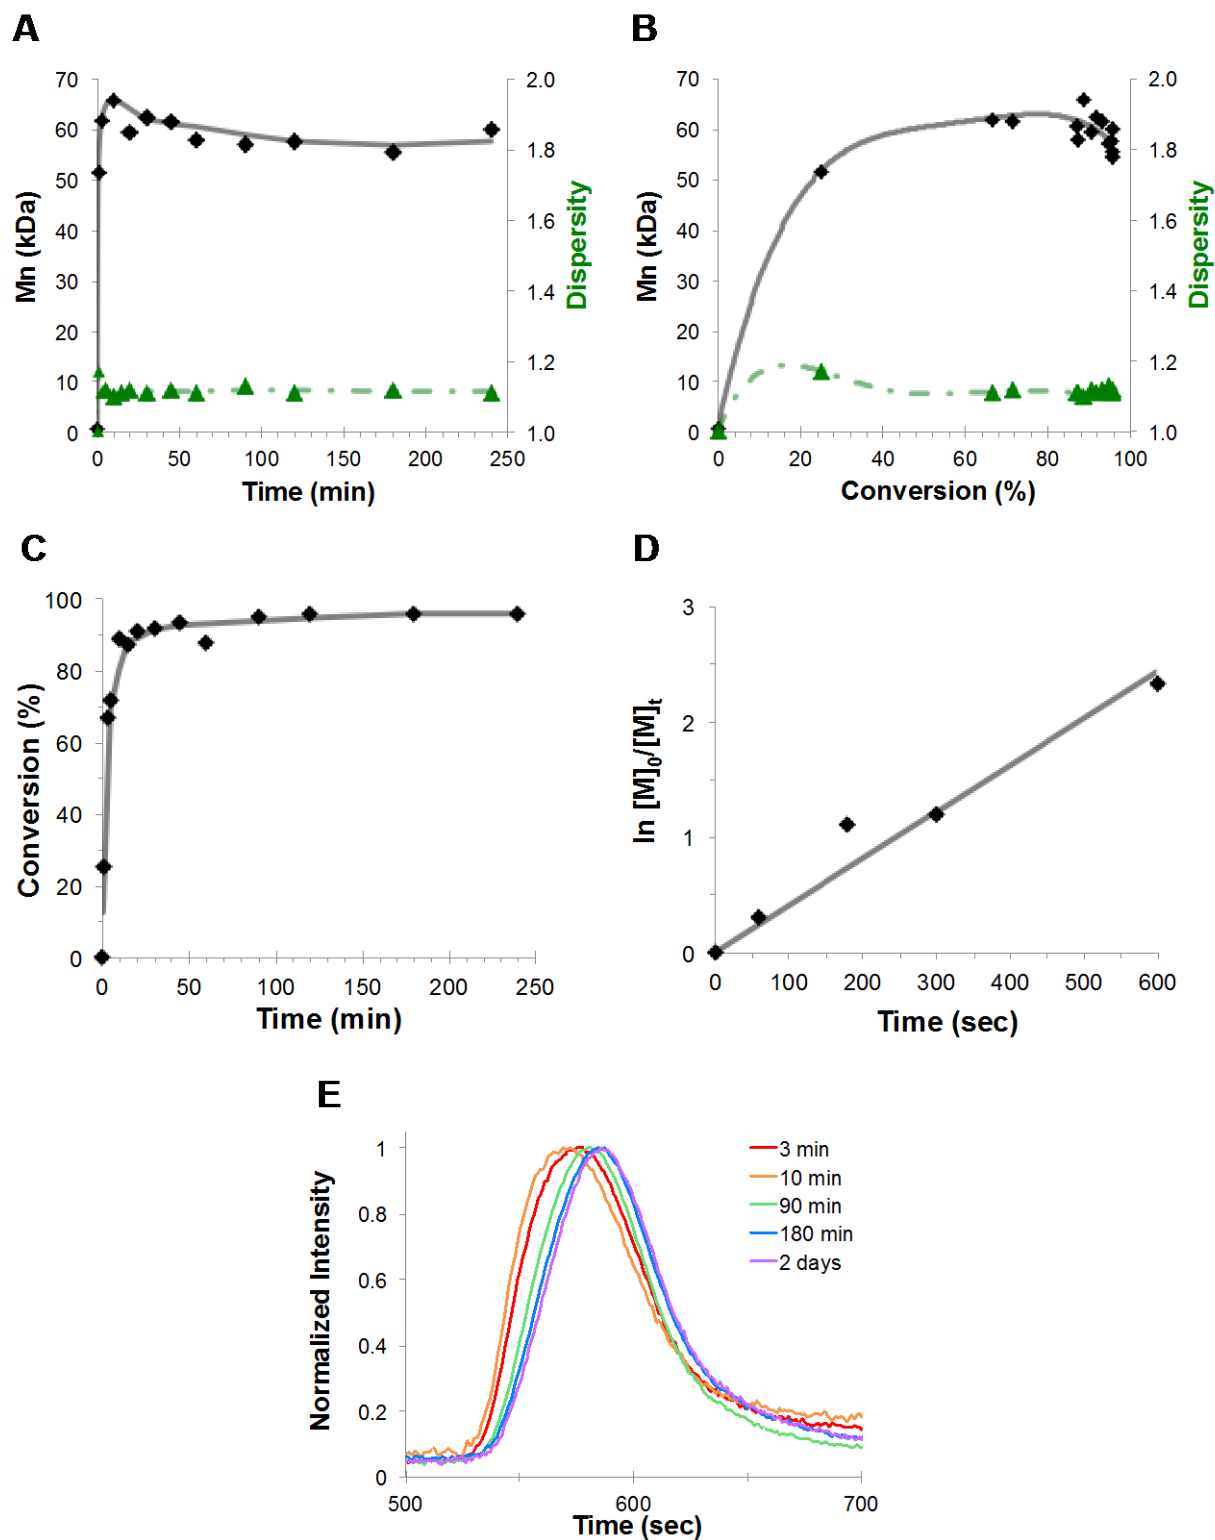 A
70
60
50
40
30
20
10
0
Mn (kDa)
2.0
1.8
1.6
1.4
1.2
1.0
Dispersity
0 50 100 150 200 250
Time (min)
B
70
60
50
40
30
20
10
0
Mn (kDa)
2.0
1.8
1.6
1.4
1.2
1.0
Dispersity
0 20 40 60 80 100
Conversion (%)
C
100
80
60
40
20
0
Conversion (%)
0 50 100 150 200 250
Time (min)
D
3
2
1
0
ln [M]0/[M]t
0 100 200 300 400 500 600
Time (sec)
E
1
0.8
0.6
0.4
0.2
0
Normalized Intensity
3 min
10 min
90 min
180 min
2 days
500 600 700
Time (sec)